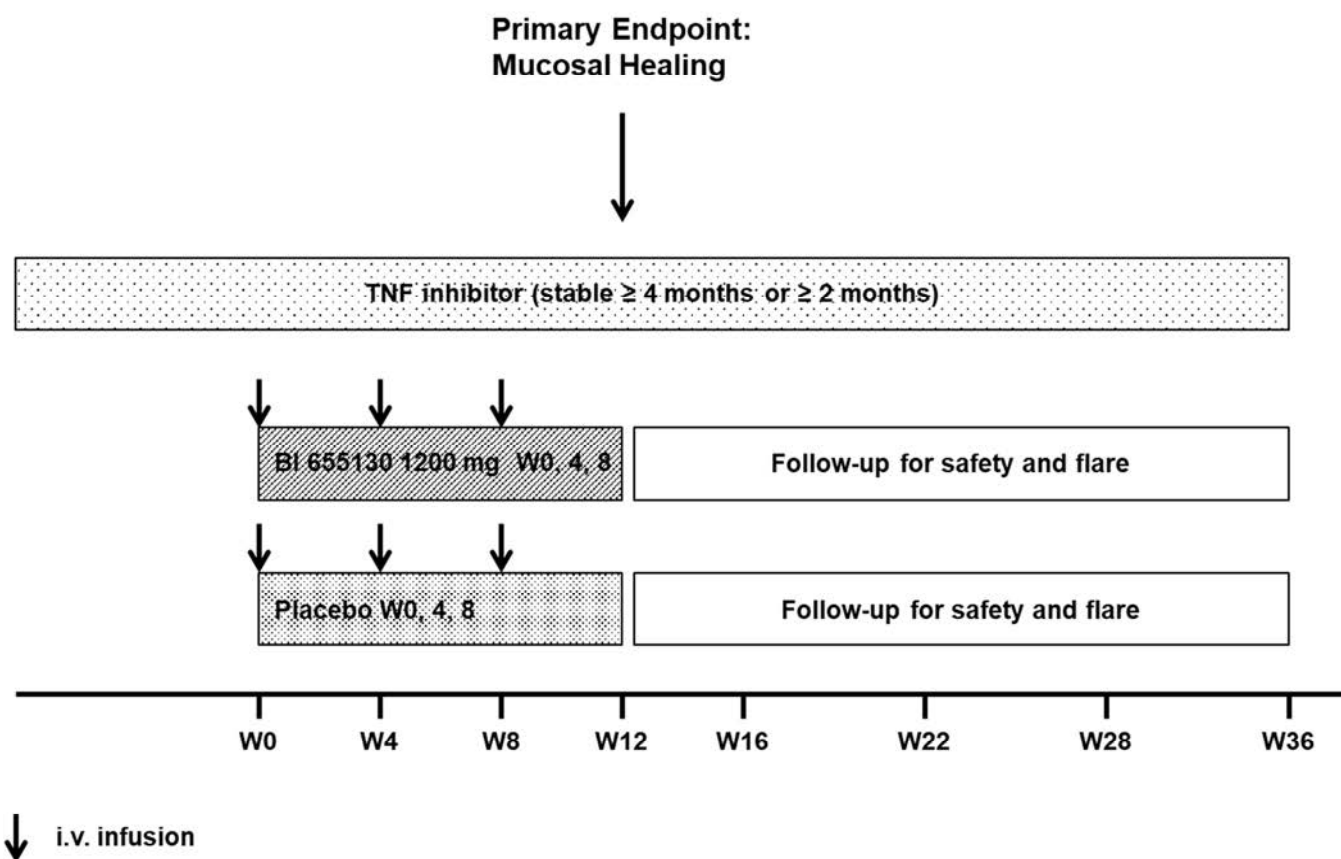 Primary Endpoint:
Mucosal Healing
TNF inhibitor (stable ≥ 4 months or ≥ 2 months)
BI 655130 1200 mg W0, 4, 8
Follow-up for safety and flare
Placebo W0, 4, 8
Follow-up for safety and flare
W0 W4 W8 W12 W16 W22 W28 W36
i.v. infusion